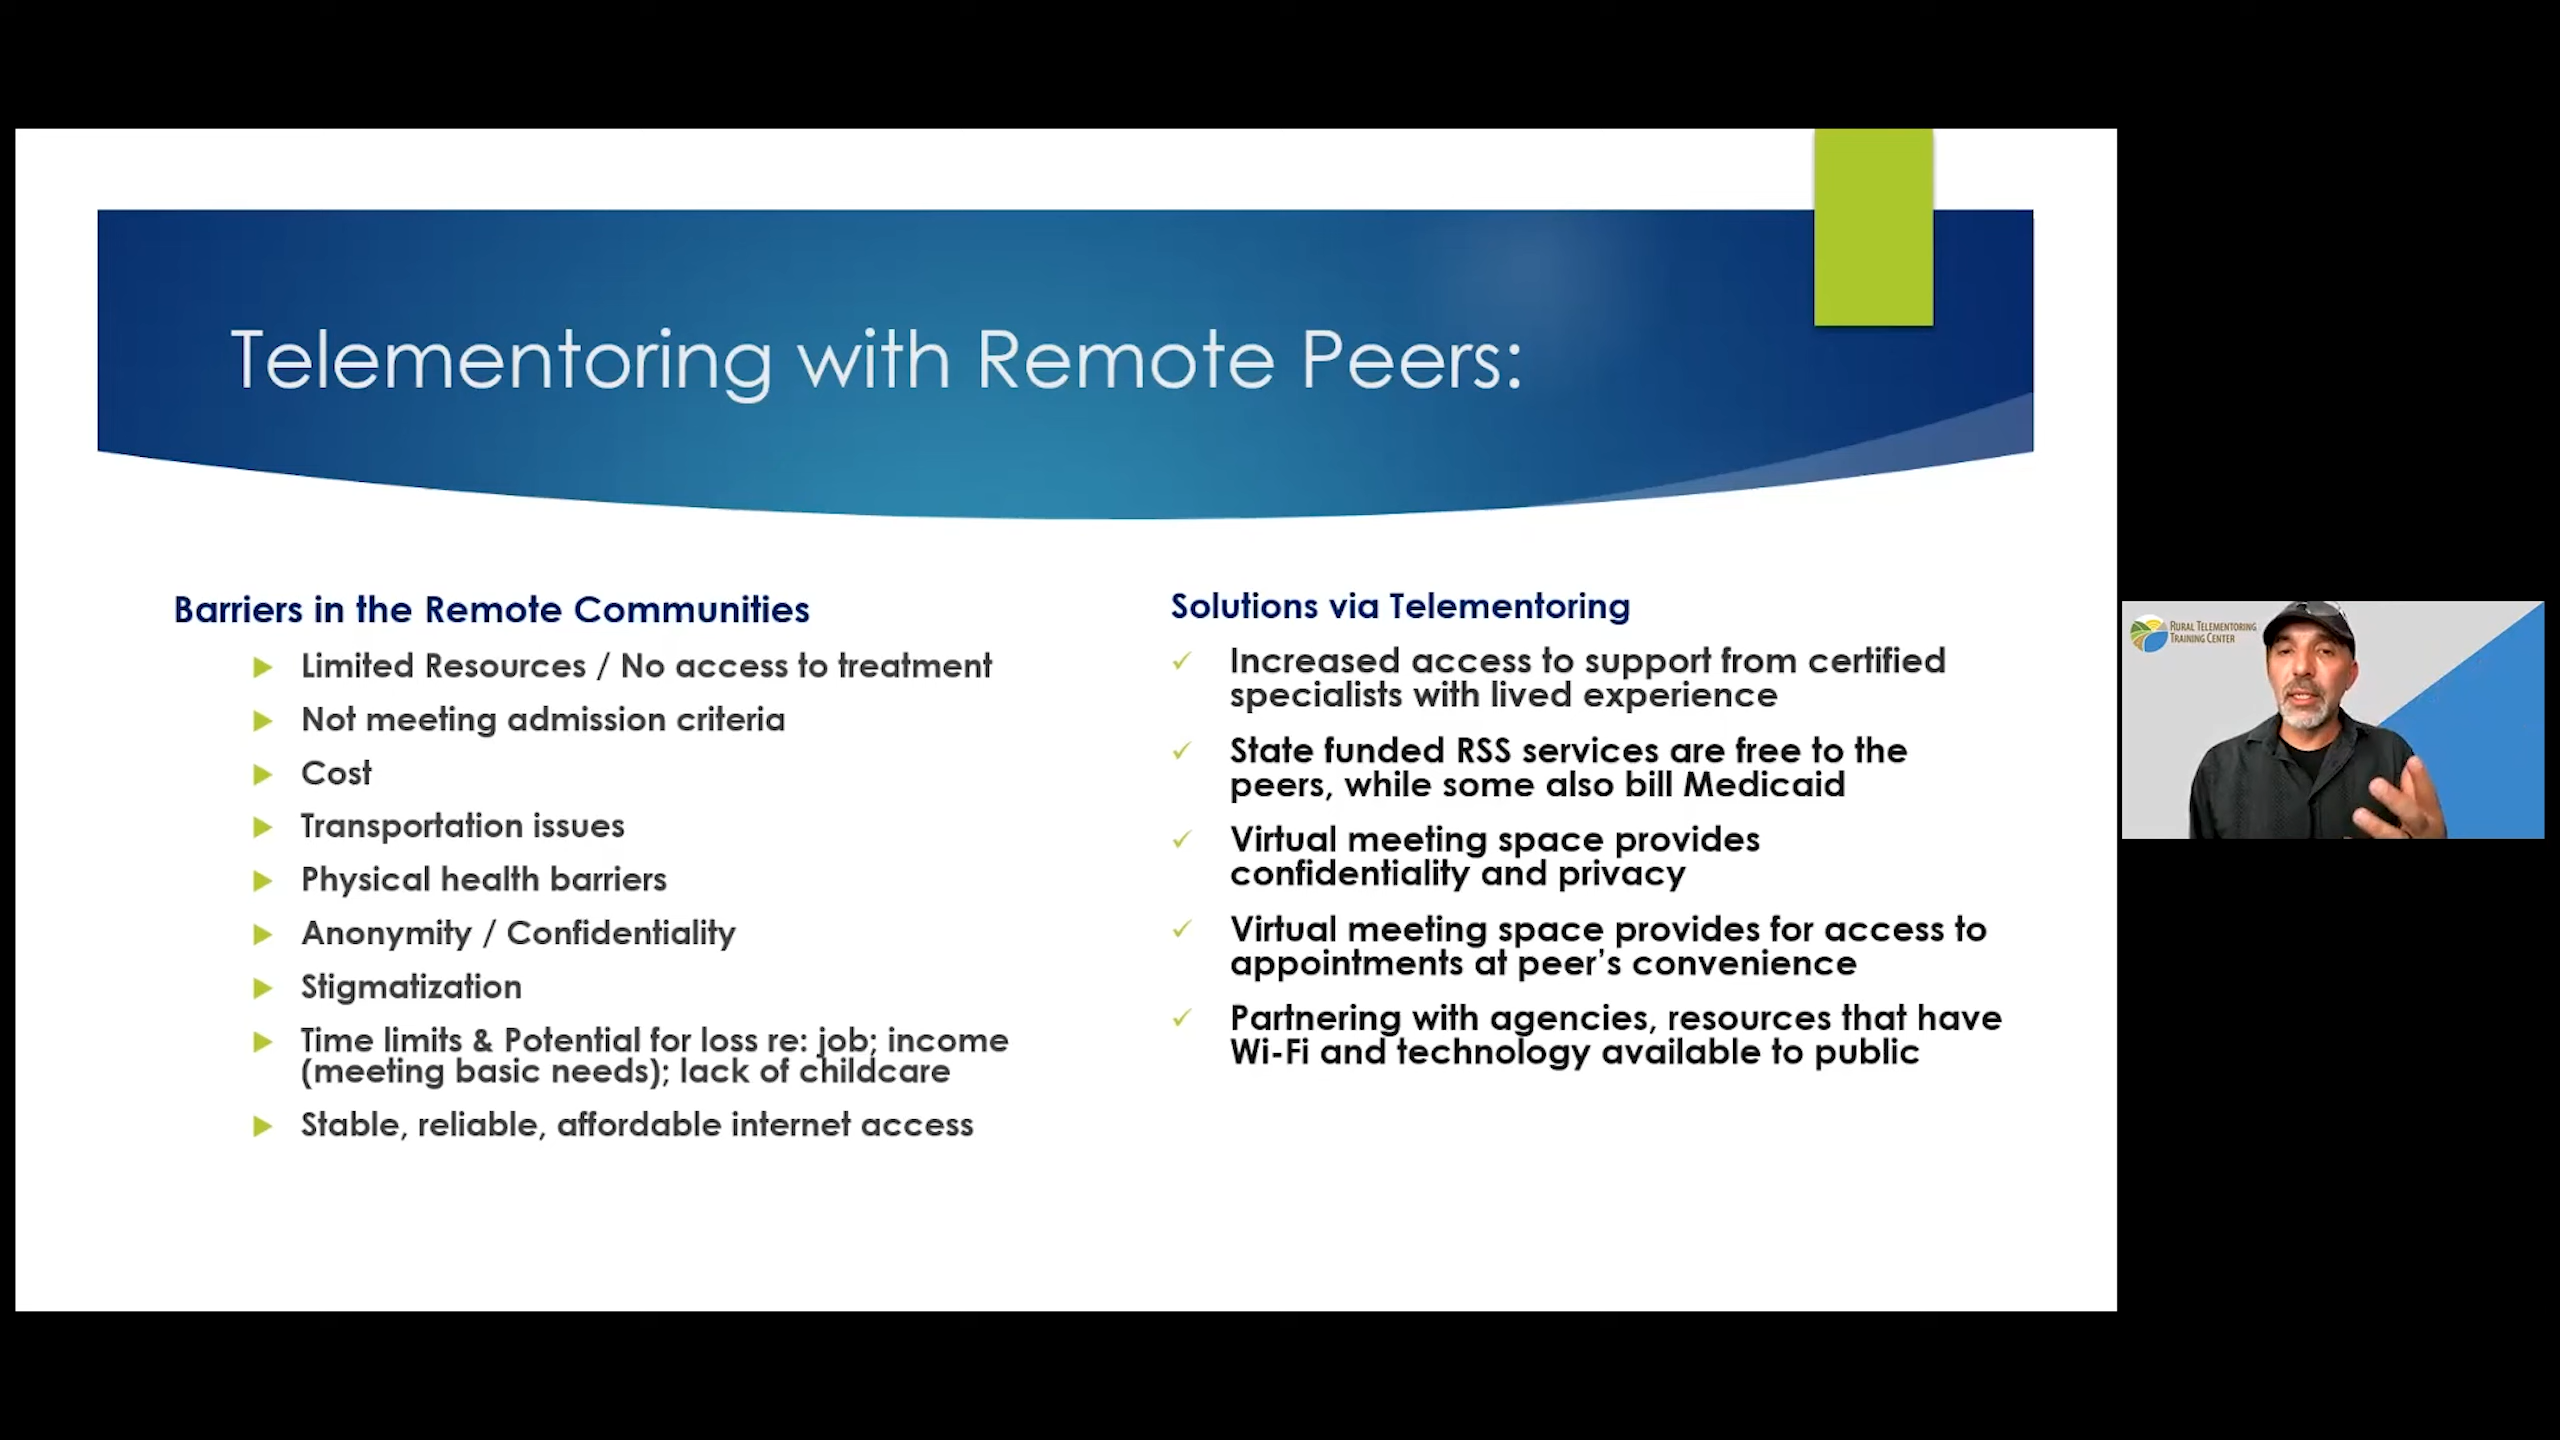 Telementoring with Remote Peers:
Barriers in the Remote Communities
Limited Resources / No access to treatment
Not meeting admission criteria
Cost
Transportation issues
Physical health barriers
Anonymity / Confidentiality
Stigmatization
Time limits & Potential for loss re: job; income
(meeting basic needs); lack of childcare
Stable, reliable, affordable internet access
Solutions via Telementoring
Increased access to support from certified
specialists with lived experience
State funded RSS services are free to the
peers, while some also bill Medicaid
Virtual meeting space provides
confidentiality and privacy
Virtual meeting space provides for access to
appointments at peer's convenience
Partnering with agencies, resources that have
Wi-Fi and technology available to public
RURAL TELEMENTORING
TRAINING CENTER